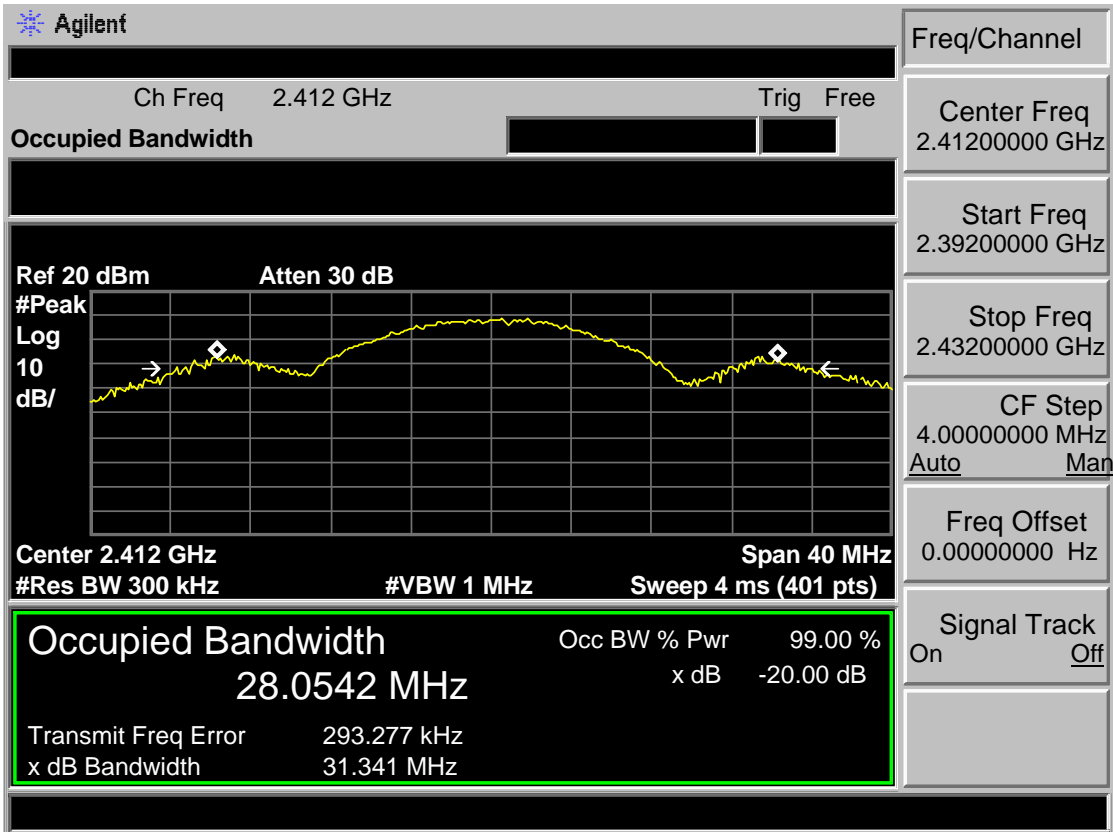 Agilent
Ch Freq 2.412 GHz Trig Free
Occupied Bandwidth
Ref 20 dBm Atten 30 dB
#Peak
Log
10
dB/
Center 2.412 GHz Span 40 MHz
#Res BW 300 kHz #VBW 1 MHz Sweep 4 ms (401 pts)
Occupied Bandwidth Occ BW % Pwr 99.00 %
28.0542 MHz x dB -20.00 dB
Transmit Freq Error 293.277 kHz
x dB Bandwidth 31.341 MHz
Freq/Channel
Center Freq
2.41200000 GHz
Start Freq
2.39200000 GHz
Stop Freq
2.43200000 GHz
CF Step
4.00000000 MHz
Auto Man
Freq Offset
0.00000000 Hz
Signal Track
On Off